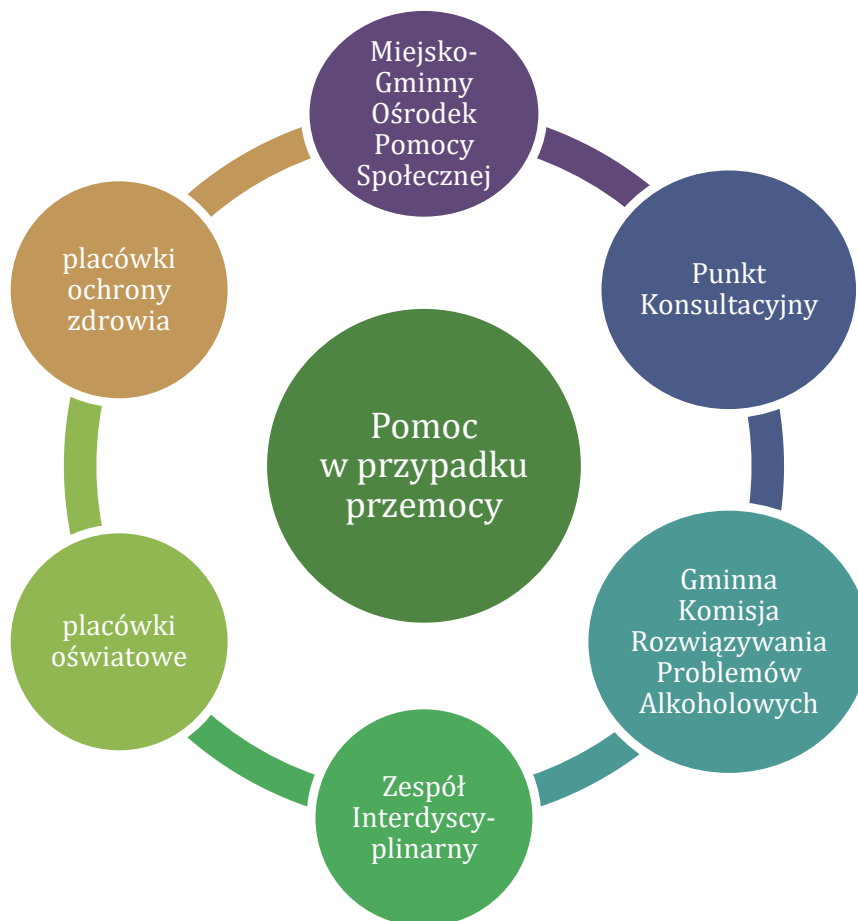 Miejsko-
Gminny
Ośrodek
Pomocy
Społecznej
Punkt
Konsultacyjny
Gminna
Komisja
Rozwiązywania
Problemów
Alkoholowych
Zespół
Interdyscy-
plinarny
placówki
oświatowe
placówki
ochrony
zdrowia
Pomoc
w przypadku
przemocy